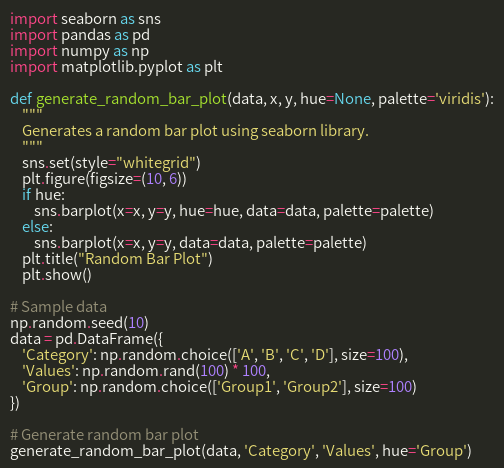 import seaborn as sns
import pandas as pd
import numpy as np
import matplotlib.pyplot as plt

def generate_random_bar_plot(data, x, y, hue=None, palette='viridis'):
    """
    Generates a random bar plot using seaborn library.
    """
    sns.set(style="whitegrid")
    plt.figure(figsize=(10, 6))
    if hue:
        sns.barplot(x=x, y=y, hue=hue, data=data, palette=palette)
    else:
        sns.barplot(x=x, y=y, data=data, palette=palette)
    plt.title("Random Bar Plot")
    plt.show()

# Sample data
np.random.seed(10)
data = pd.DataFrame({
    'Category': np.random.choice(['A', 'B', 'C', 'D'], size=100),
    'Values': np.random.rand(100) * 100,
    'Group': np.random.choice(['Group1', 'Group2'], size=100)
})

# Generate random bar plot
generate_random_bar_plot(data, 'Category', 'Values', hue='Group')